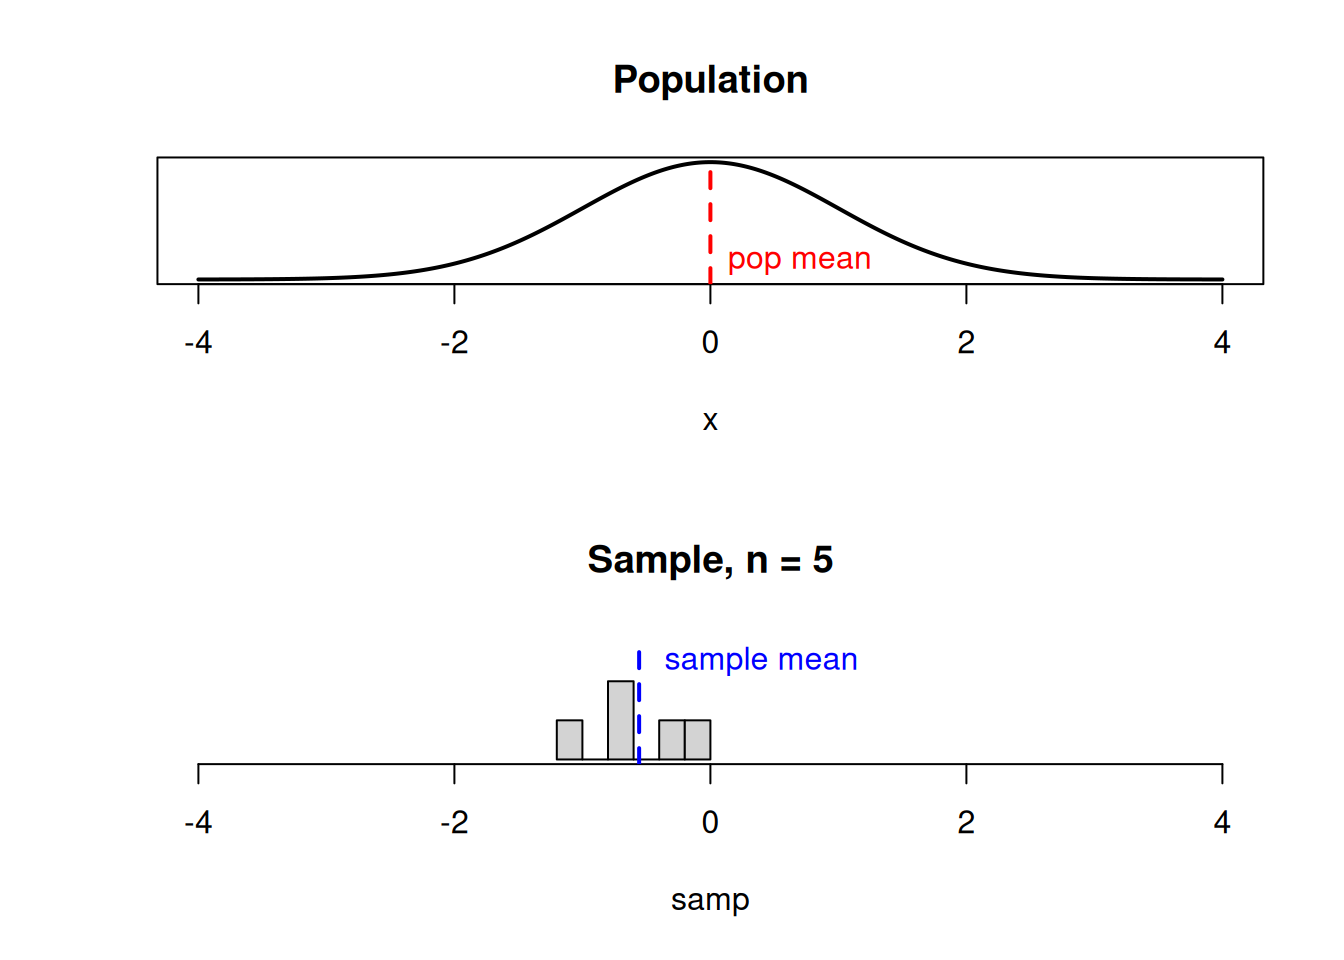 Population
pop mean
-4 -2 0 2 4
x
Sample, n = 5
sample mean
-4 -2 0 2 4
samp